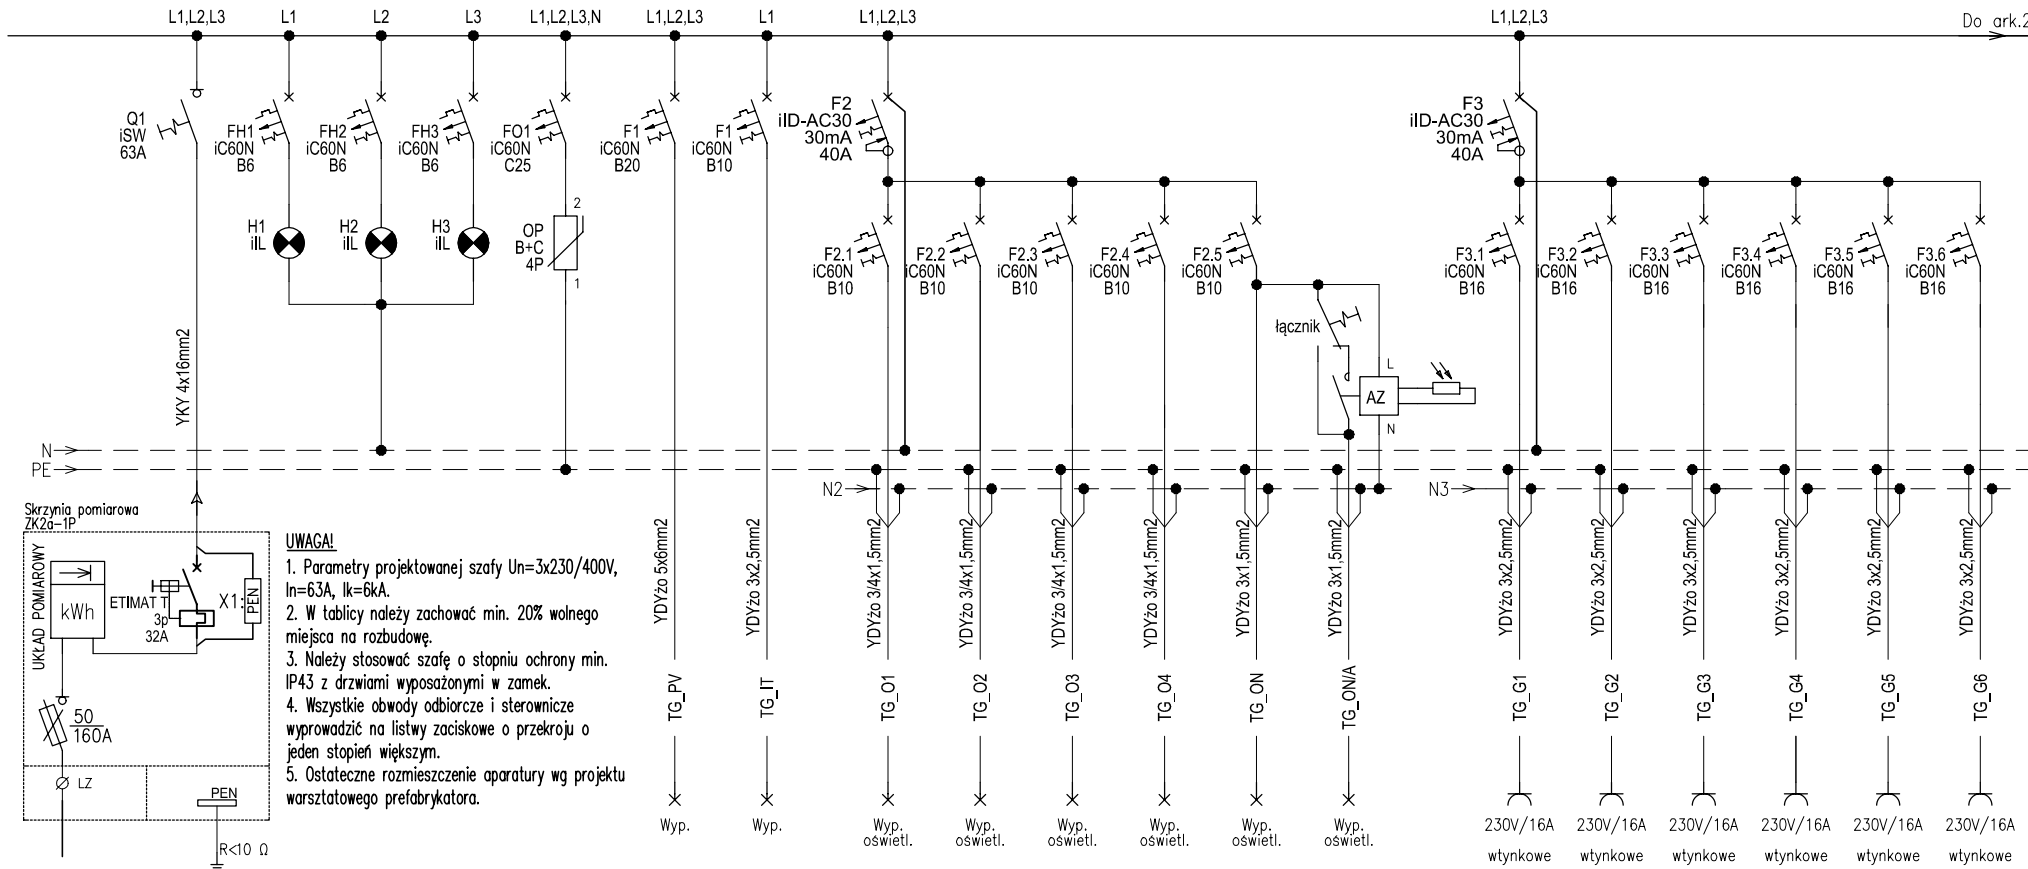 L1,L2,L3
L1
L2
L3
L1,L2,L3,N
L1,L2,L3
L1
L1,L2,L3
L1,L2,L3
Do ark.2
Q1
iSW
63A
FH1
iC60N
B6
FH2
iC60N
B6
FH3
iC60N
B6
FO1
iC60N
C25
F1
iC60N
B20
F1
iC60N
B10
F2
iID-AC30
30mA
40A
F3
iID-AC30
30mA
40A
H1
iIL
H2
iIL
H3
iIL
2
OP
B+C
4P
1
F2.1
iC60N
B10
F2.2
iC60N
B10
F2.3
iC60N
B10
F2.4
iC60N
B10
F2.5
iC60N
B10
F3.1
iC60N
B16
F3.2
iC60N
B16
F3.3
iC60N
B16
F3.4
iC60N
B16
F3.5
iC60N
B16
F3.6
iC60N
B16
łącznik
L
AZ
N
YKY 4x16mm2
N
PE
N2
N3
Skrzynia pomiarowa
ZK2a-1P
UKŁAD POMIAROWY
kWh
ETIMAT T
3p
32A
X1:
PEN
50
160A
LZ
PEN
R<10 Ω
UWAGA!
1. Parametry projektowanej szafy Un=3x230/400V,
In=63A, Ik=6kA.
2. W tablicy należy zachować min. 20% wolnego
miejsca na rozbudowę.
3. Należy stosować szafę o stopniu ochrony min.
IP43 z drzwiami wyposażonymi w zamek.
4. Wszystkie obwody odbiorcze i sterownicze
wyprowadzić na listwy zaciskowe o przekroju o
jeden stopień większym.
5. Ostateczne rozmieszczenie aparatury wg projektu
warsztatowego prefabrykatora.
YDYżo 5x6mm2
YDYżo 3x2,5mm2
YDYżo 3/4x1,5mm2
YDYżo 3/4x1,5mm2
YDYżo 3/4x1,5mm2
YDYżo 3/4x1,5mm2
YDYżo 3x1,5mm2
YDYżo 3x1,5mm2
YDYżo 3x2,5mm2
YDYżo 3x2,5mm2
YDYżo 3x2,5mm2
YDYżo 3x2,5mm2
YDYżo 3x2,5mm2
YDYżo 3x2,5mm2
TG_PV
TG_IT
TG_O1
TG_O2
TG_O3
TG_O4
TG_ON
TG_ON/A
TG_G1
TG_G2
TG_G3
TG_G4
TG_G5
TG_G6
Wyp.
Wyp.
Wyp.
oświetl.
Wyp.
oświetl.
Wyp.
oświetl.
Wyp.
oświetl.
Wyp.
oświetl.
Wyp.
oświetl.
230V/16A
wtynkowe
230V/16A
wtynkowe
230V/16A
wtynkowe
230V/16A
wtynkowe
230V/16A
wtynkowe
230V/16A
wtynkowe